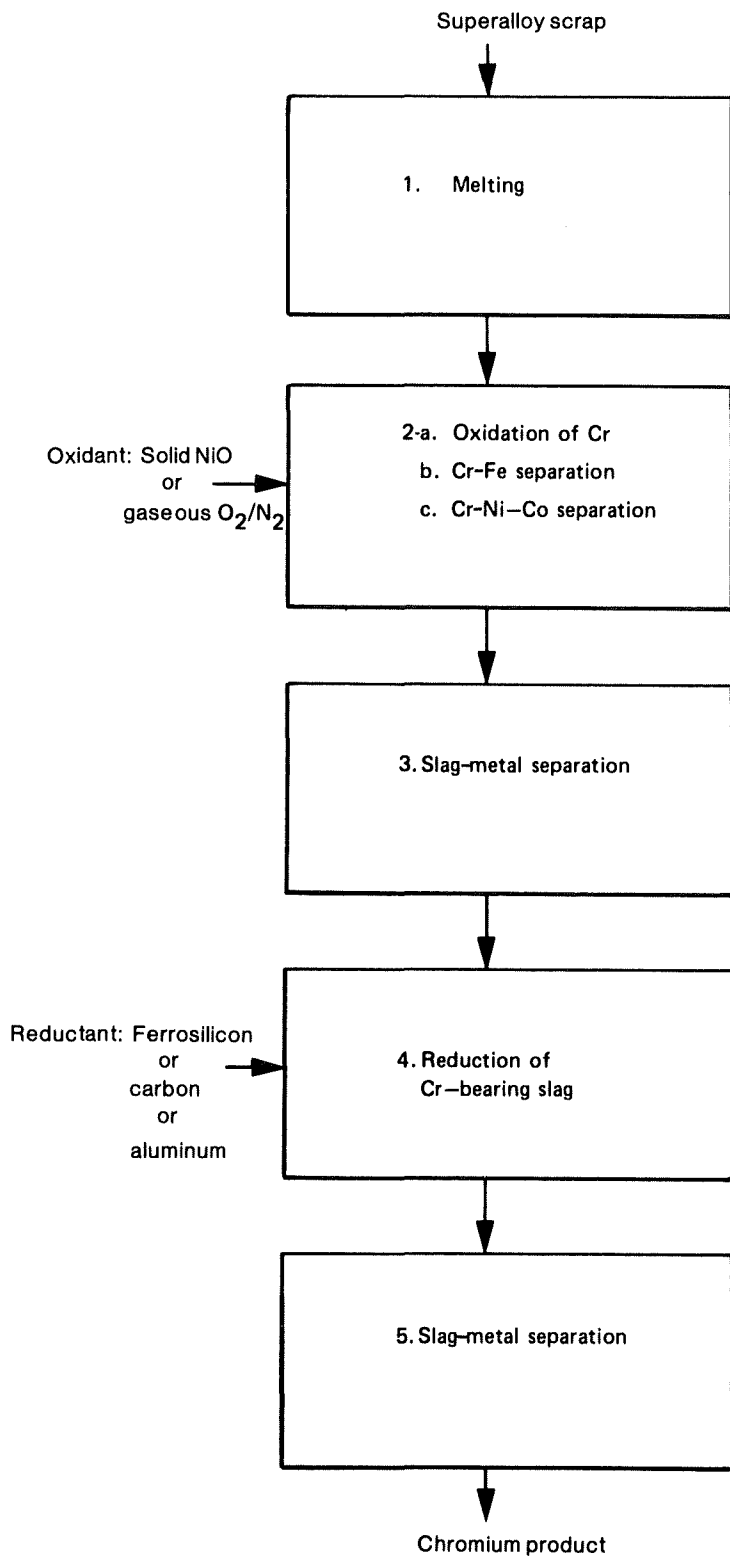 Superalloy scrap
1. Melting
Oxidant: Solid NiO
or
gaseous O2/N2
2-a. Oxidation of Cr
b. Cr-Fe separation
c. Cr-Ni–Co separation
3. Slag-metal separation
Reductant: Ferrosilicon
or
carbon
or
aluminum
4. Reduction of
Cr–bearing slag
5. Slag-metal separation
Chromium product